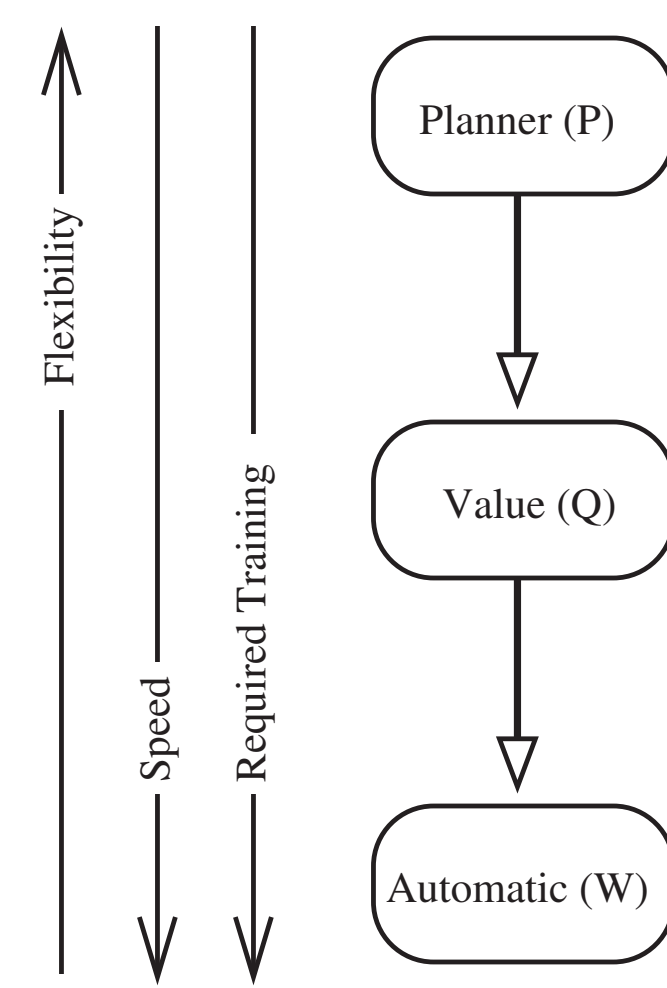 Flexibility
Speed
Required Training
Planner (P)
Value (Q)
Automatic (W)